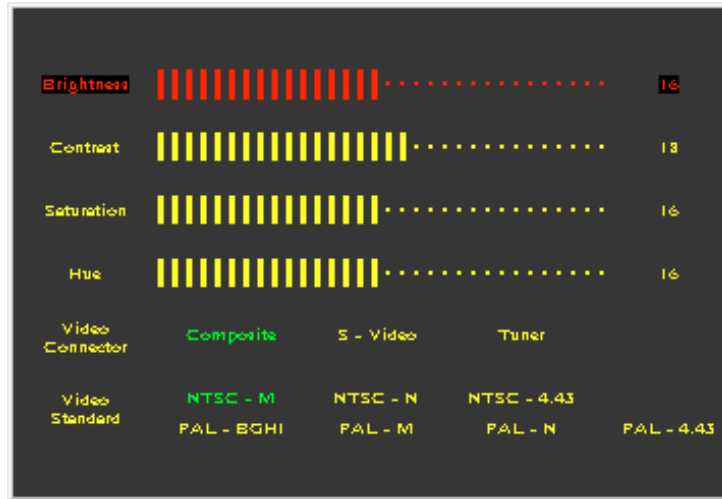 Brightness 16
Contrast 18
Saturation 16
Hue 16
Video
Connector
Composite S - Video Tuner
Video
Standard
NTSC - M NTSC - N NTSC - 4.43
PAL - BGHI PAL - M PAL - N PAL - 4.43